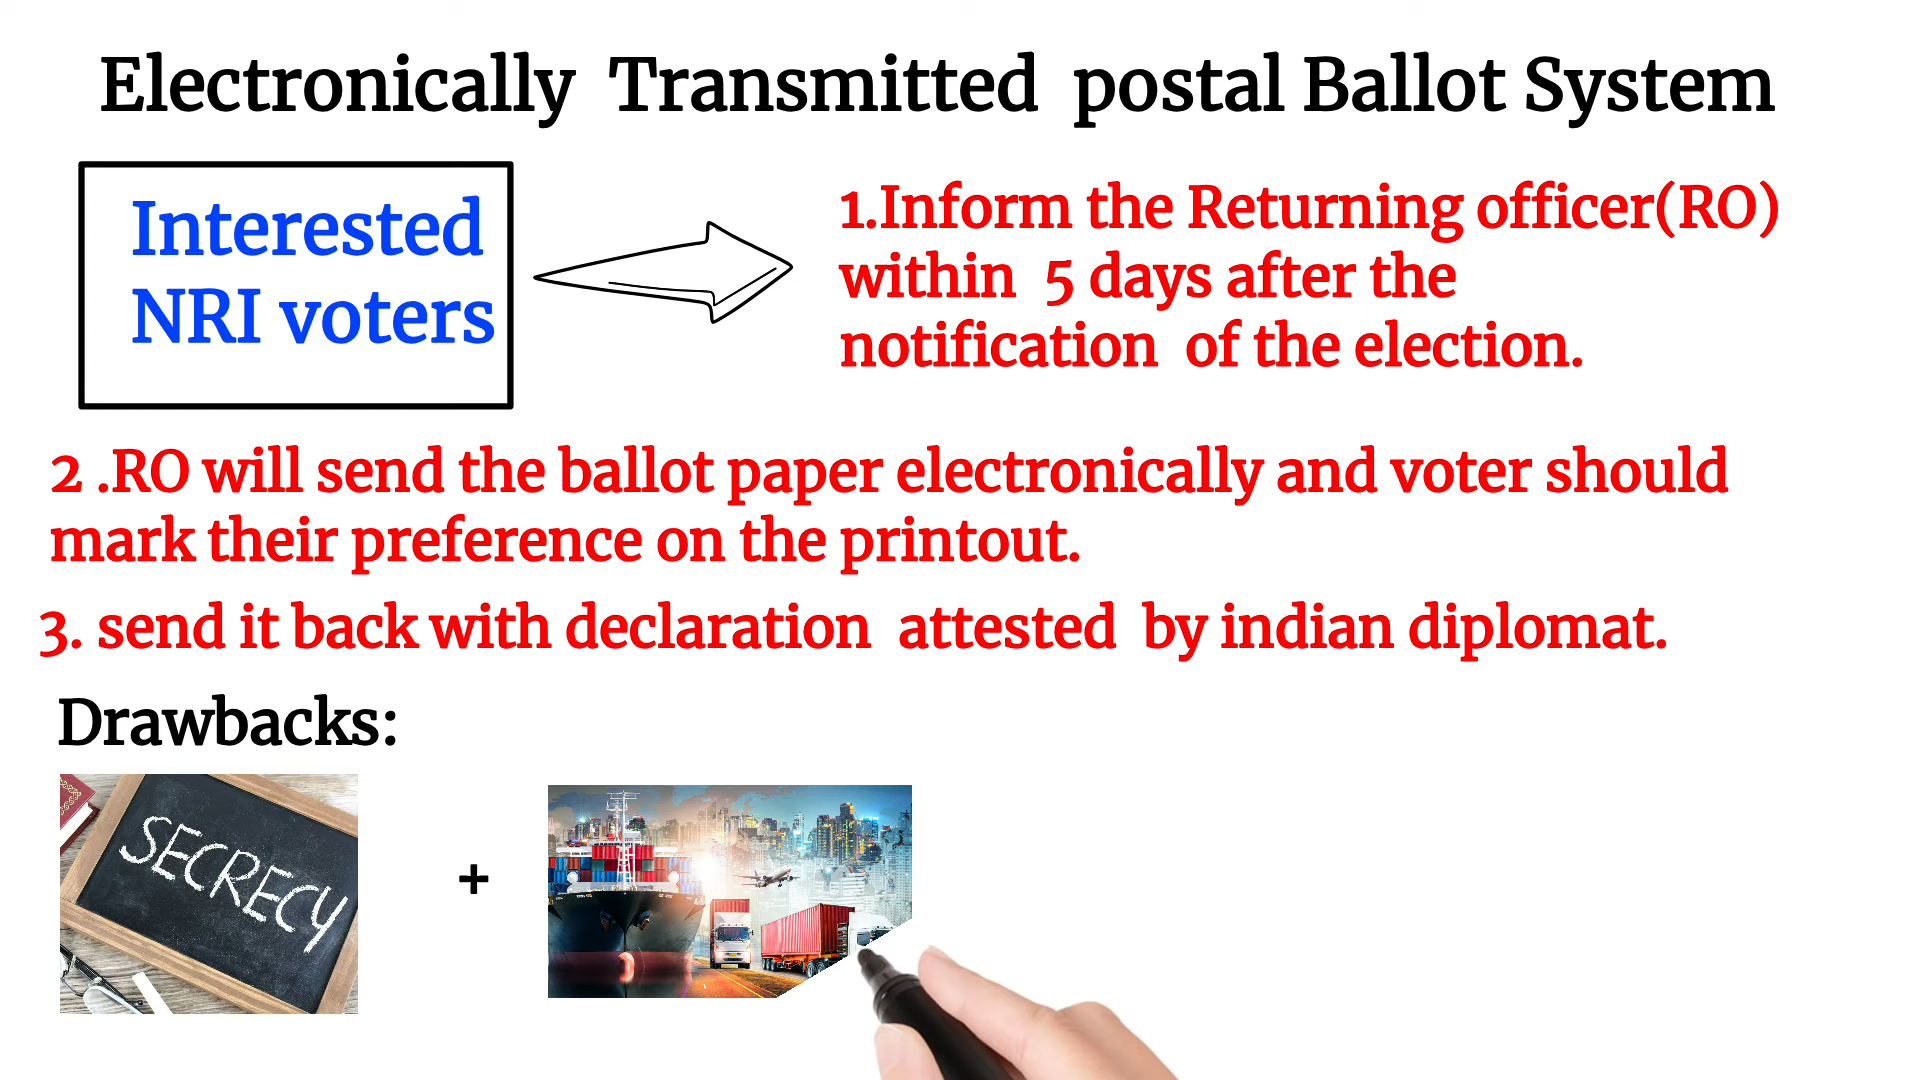 Electronically Transmitted postal Ballot System
Interested
NRI voters
1.Inform the Returning officer(RO)
within 5 days after the
notification of the election.
2 .RO will send the ballot paper electronically and voter should
mark their preference on the printout.
3. send it back with declaration attested by indian diplomat.
Drawbacks:
SECRECY
+